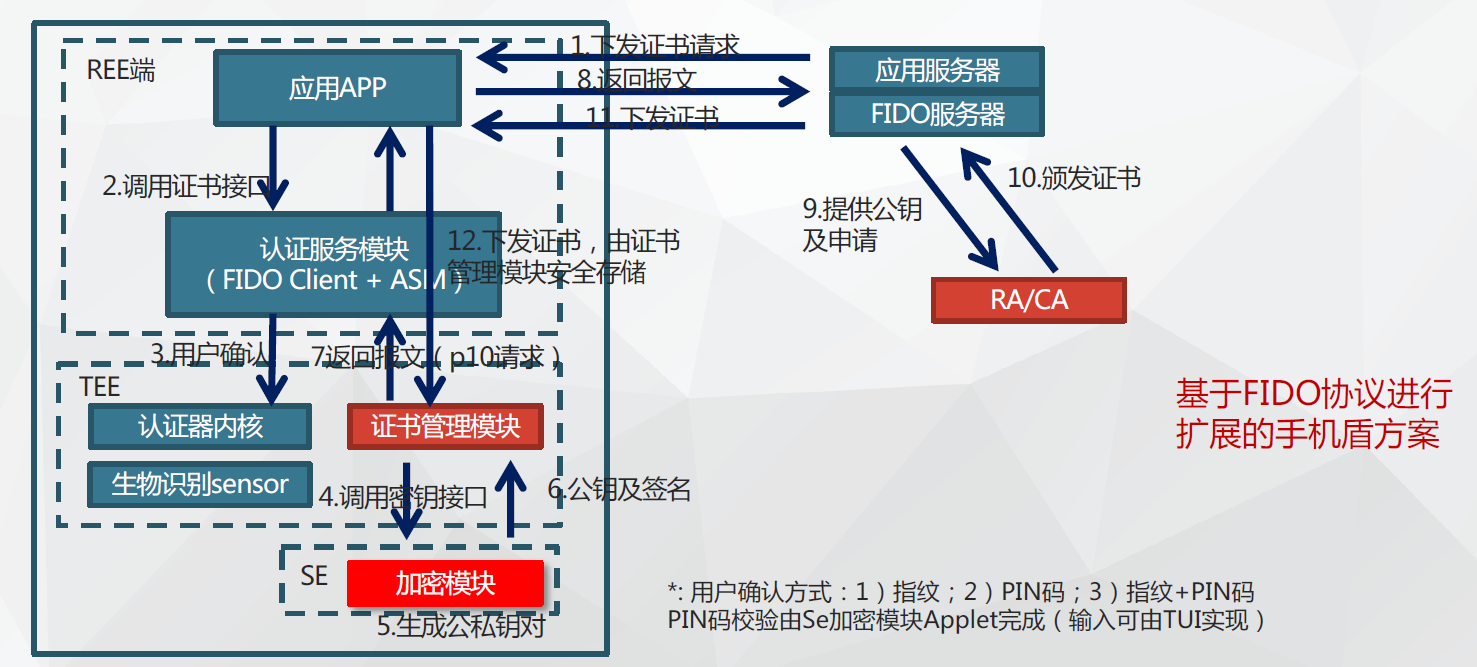 REE端
应用APP
1.下发证书请求
8.返回报文
11.下发证书
应用服务器
FIDO服务器
2.调用证书接口
认证服务模块
（FIDO Client + ASM）
12.下发证书，由证书
管理模块安全存储
9.提供公钥
及申请
10.颁发证书
RA/CA
3.用户确认
7返回报文（p10请求）
TEE
认证器内核
证书管理模块
生物识别sensor
4.调用密钥接口
6.公钥及签名
SE
加密模块
5.生成公私钥对
基于FIDO协议进行
扩展的手机盾方案
*: 用户确认方式：1）指纹；2）PIN码；3）指纹+PIN码
PIN码校验由Se加密模块Applet完成（输入可由TUI实现）